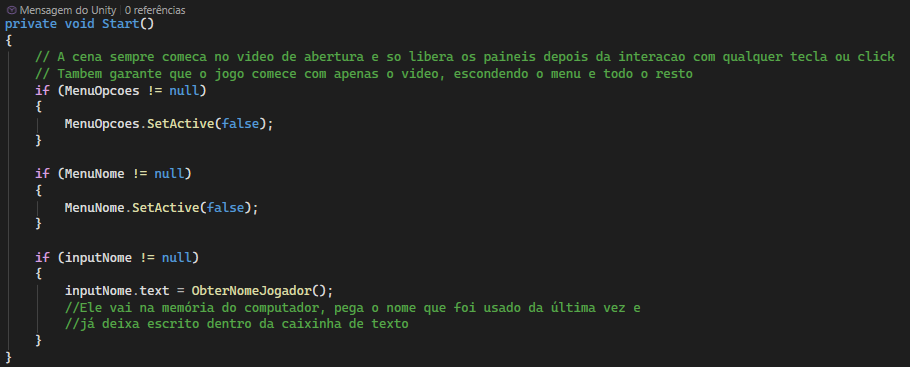 Mensagem do Unity | 0 referências
private void Start()
{
// A cena sempre comeca no video de abertura e so libera os paineis depois da interacao com qualquer tecla ou click
// Tambem garante que o jogo comece com apenas o video, escondendo o menu e todo o resto
if (MenuOpcoes != null)
{
MenuOpcoes.SetActive(false);
}
if (MenuNome != null)
{
MenuNome.SetActive(false);
}
if (inputNome != null)
{
inputNome.text = ObterNomeJogador();
//Ele vai na memória do computador, pega o nome que foi usado da última vez e
//já deixa escrito dentro da caixinha de texto
}
}